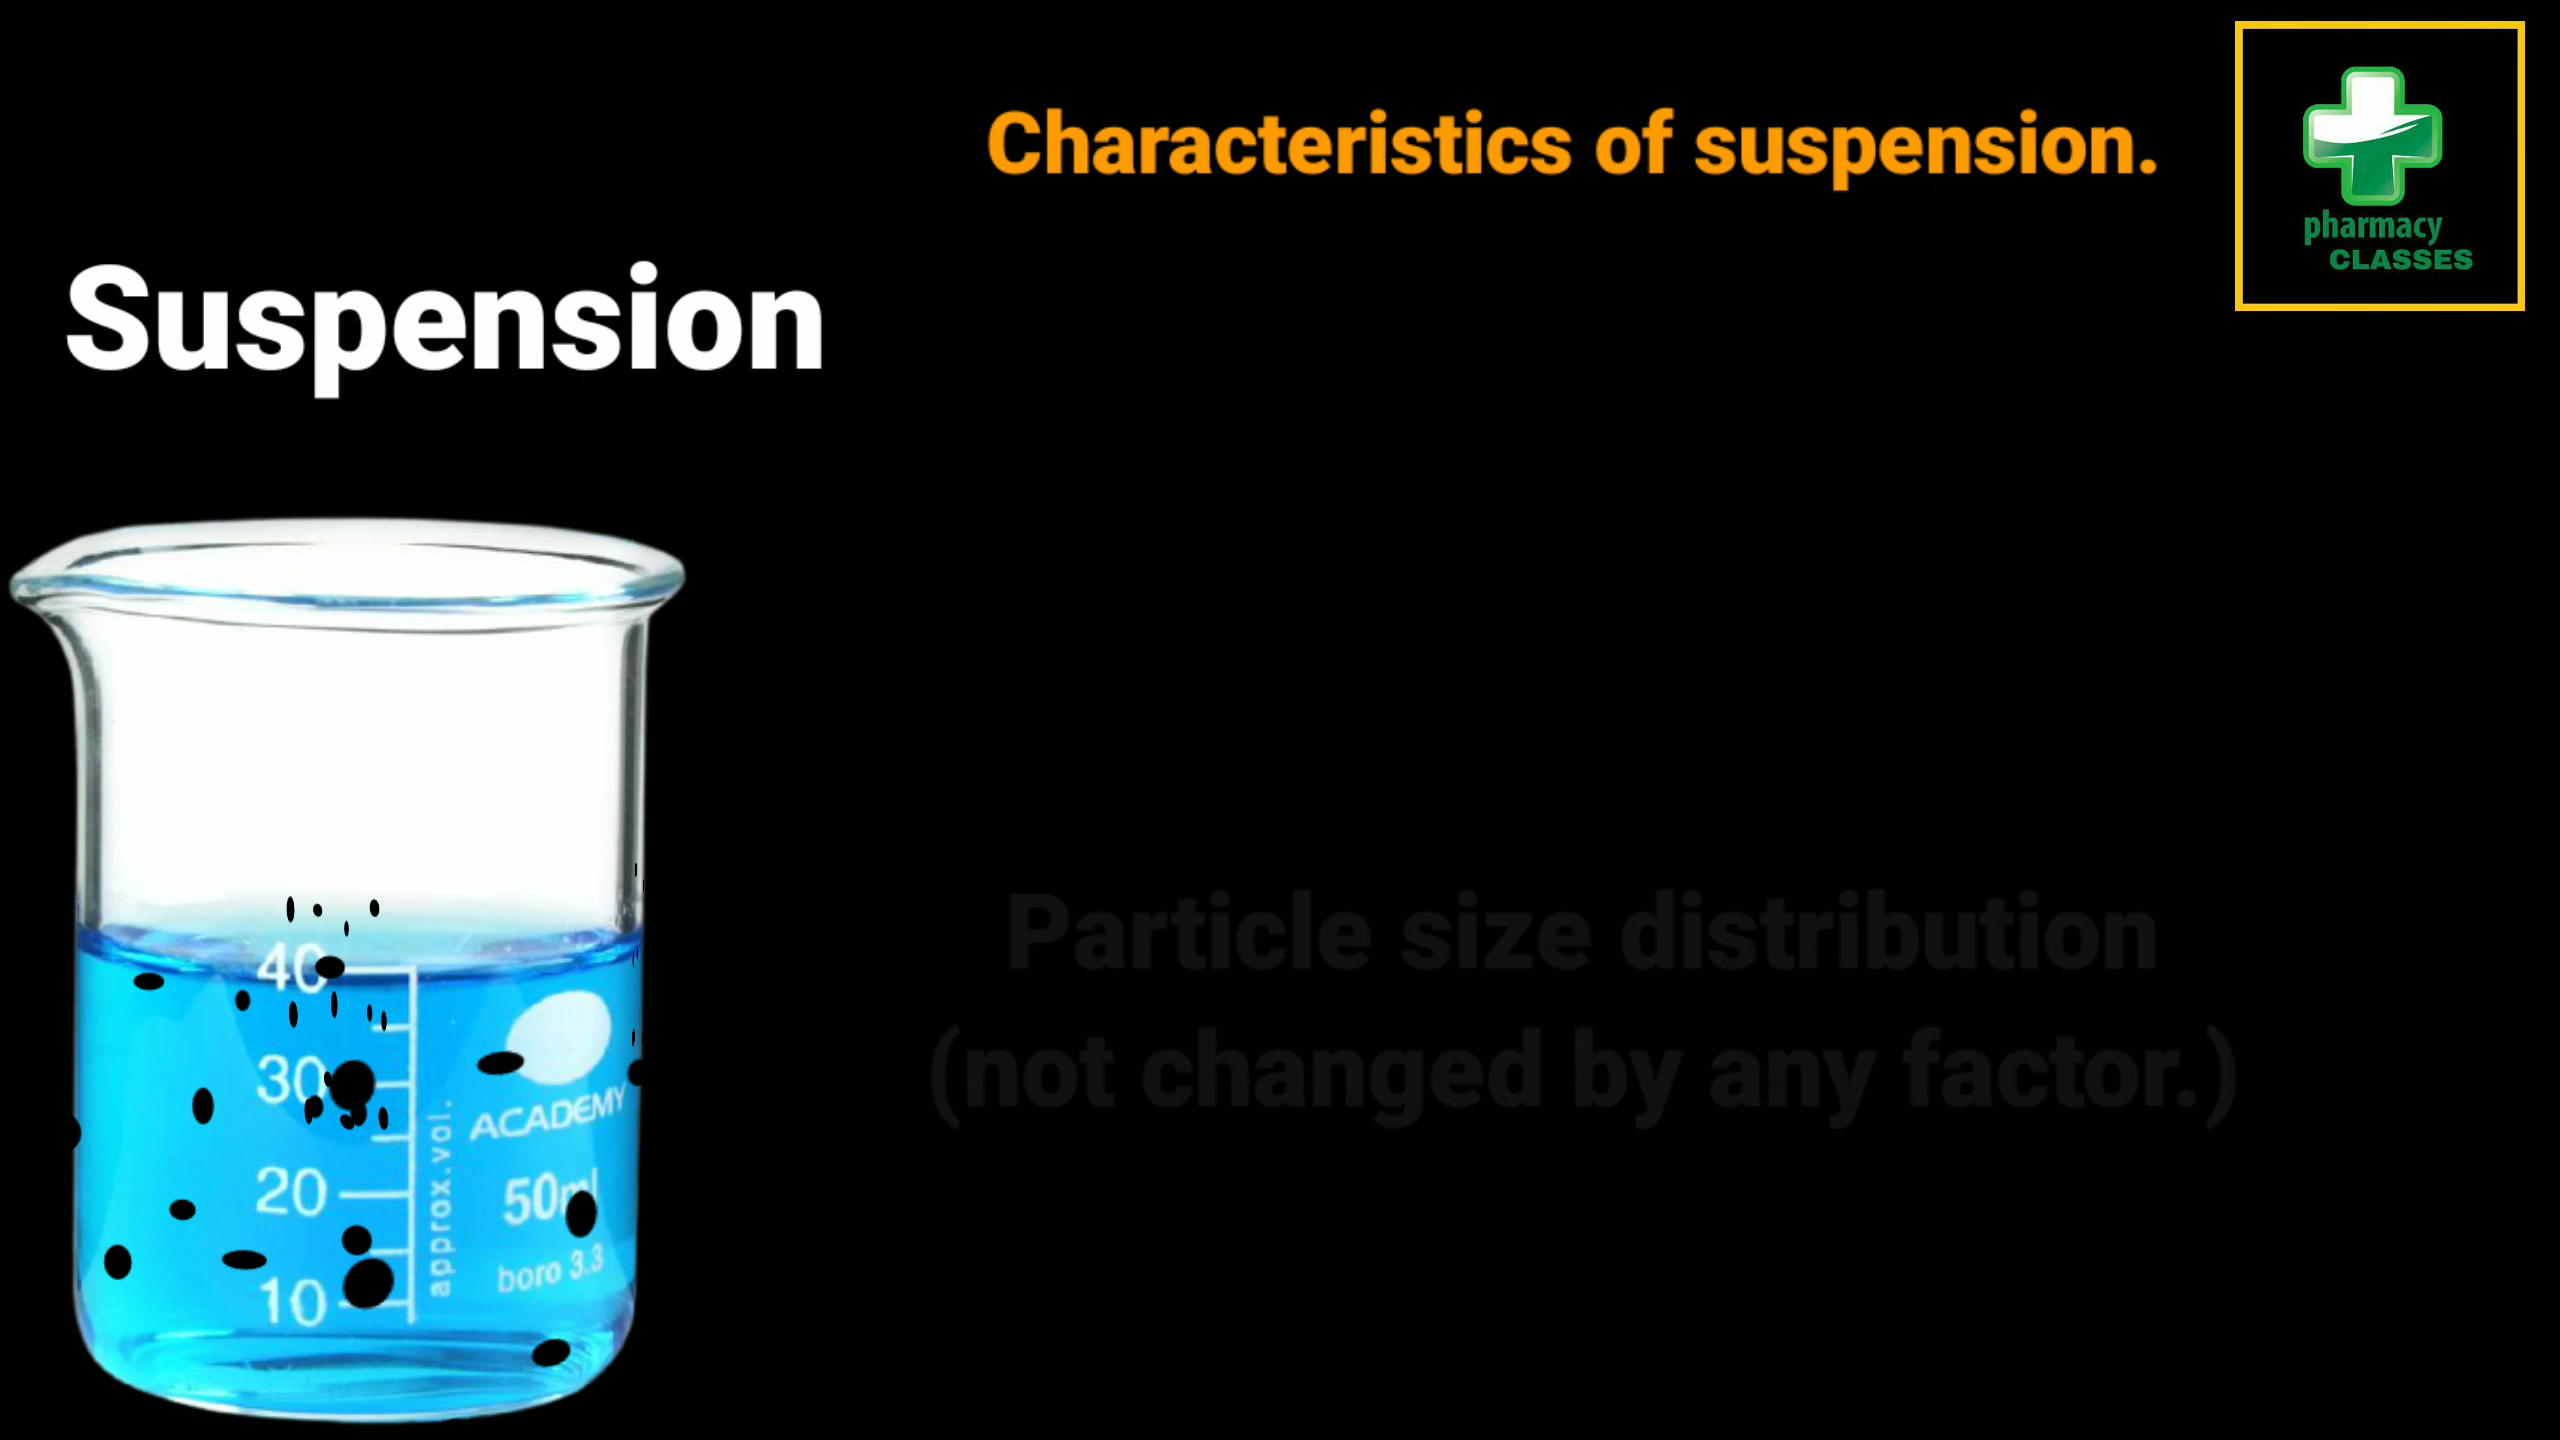 Characteristics of suspension.
pharmacy
CLASSES
Suspension
Particle size distribution
(not changed by any factor.)
40
30
20
10
approx.vol.
ACADEMY
50ml
boro 3.3